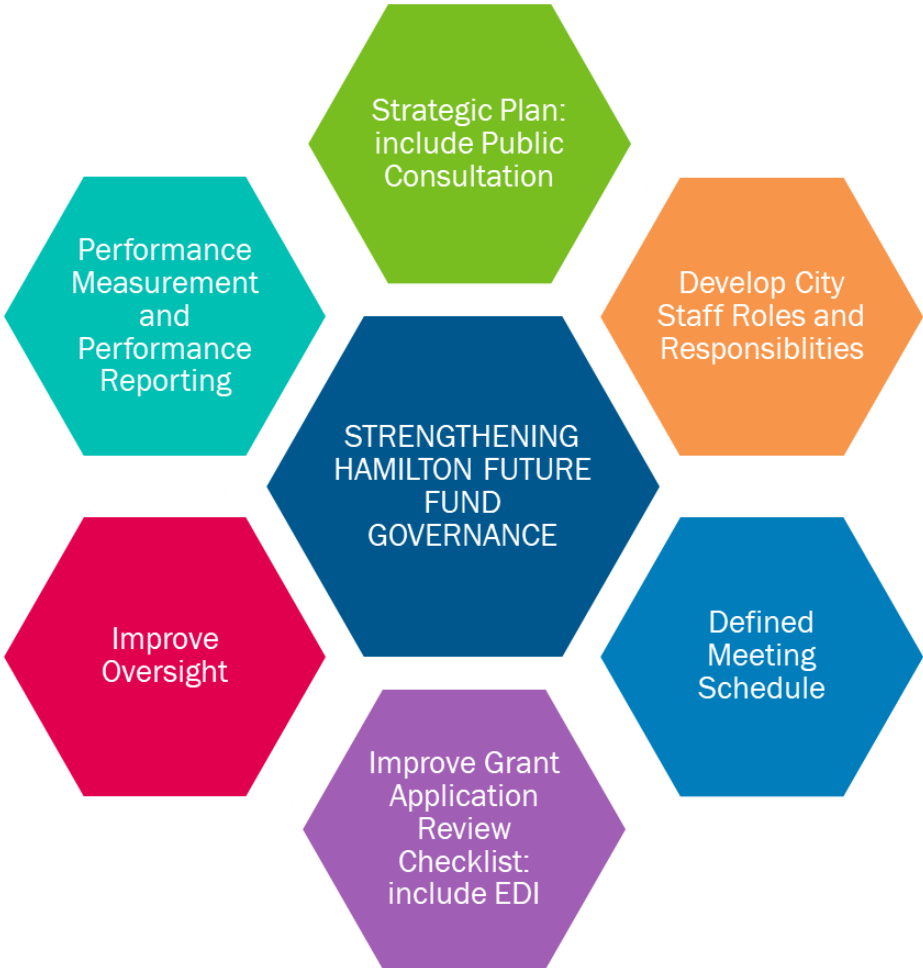 Strategic Plan:
include Public
Consultation
Performance
Measurement
and
Performance
Reporting
Develop City
Staff Roles and
Responsiblities
STRENGTHENING
HAMILTON FUTURE
FUND
GOVERNANCE
Improve
Oversight
Defined
Meeting
Schedule
Improve Grant
Application
Review
Checklist:
include EDI